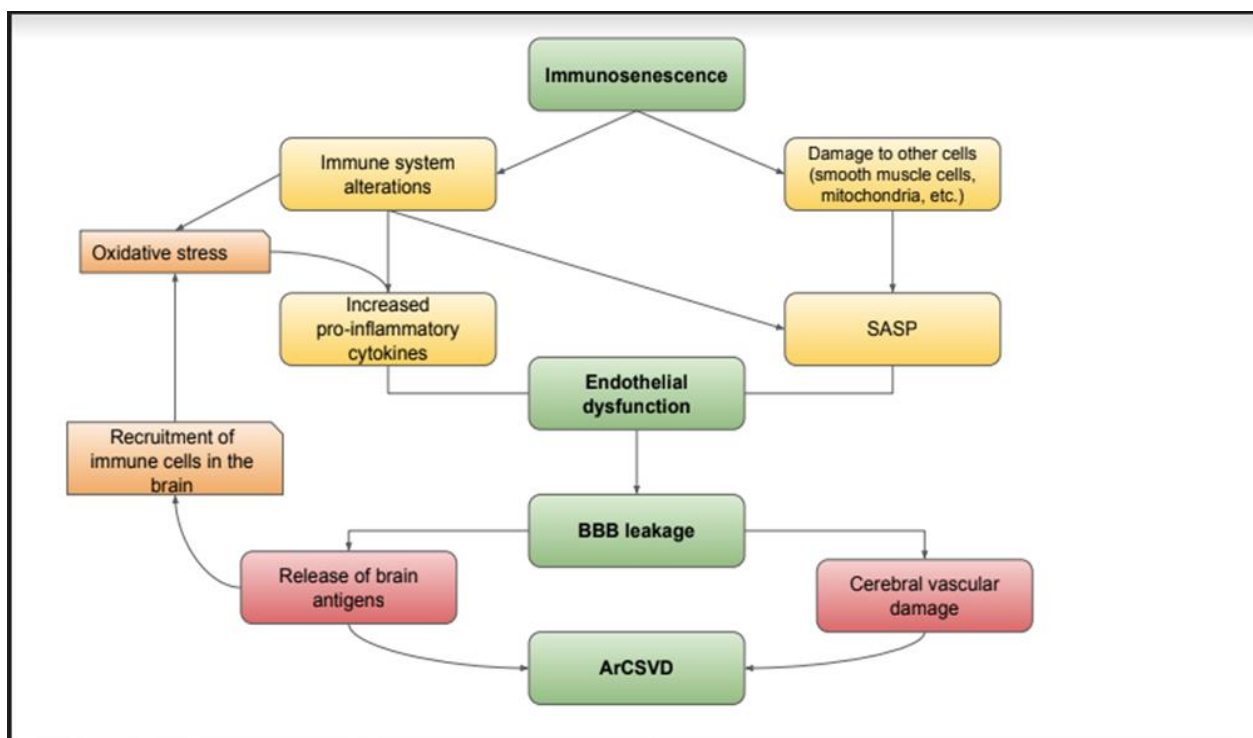 Immunosenescence
Immune system
alterations
Damage to other cells
(smooth muscle cells,
mitochondria, etc.)
Oxidative stress
Increased
pro-inflammatory
cytokines
SASP
Endothelial
dysfunction
Recruitment of
immune cells in the
brain
BBB leakage
Release of brain
antigens
Cerebral vascular
damage
ArCSVD